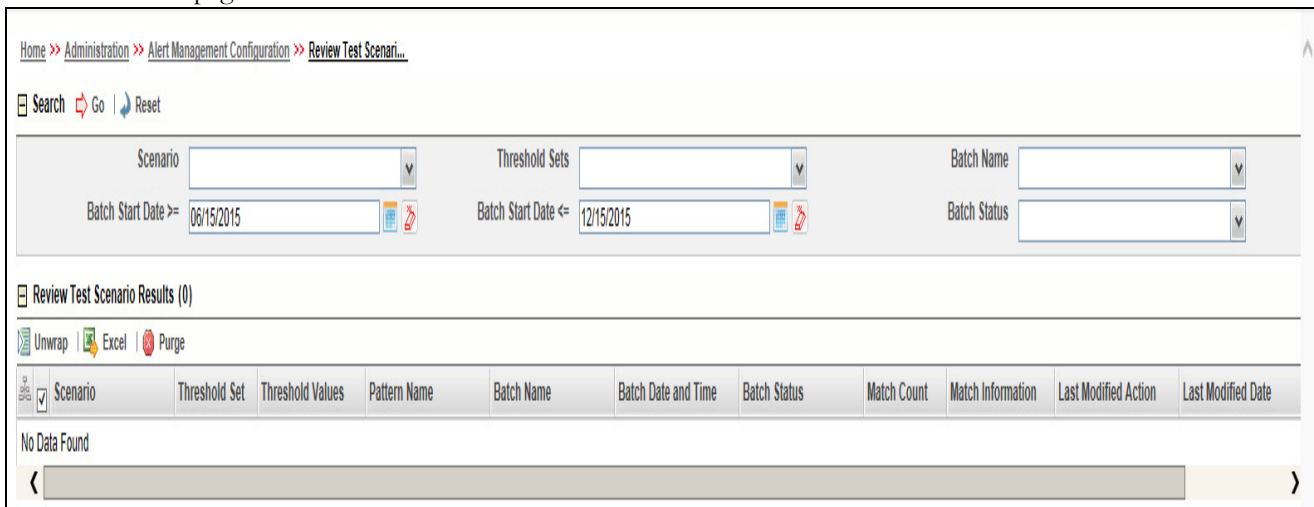 Home >> Administration >> Alert Management Configuration >> Review Test Scenari...
Search Go | Reset
Scenario Threshold Sets Batch Name
Batch Start Date >= 06/15/2015 Batch Start Date <= 12/15/2015 Batch Status
Review Test Scenario Results (0)
Unwrap | Excel | Purge
Scenario Threshold Set Threshold Values Pattern Name Batch Name Batch Date and Time Batch Status Match Count Match Information Last Modified Action Last Modified Date
No Data Found